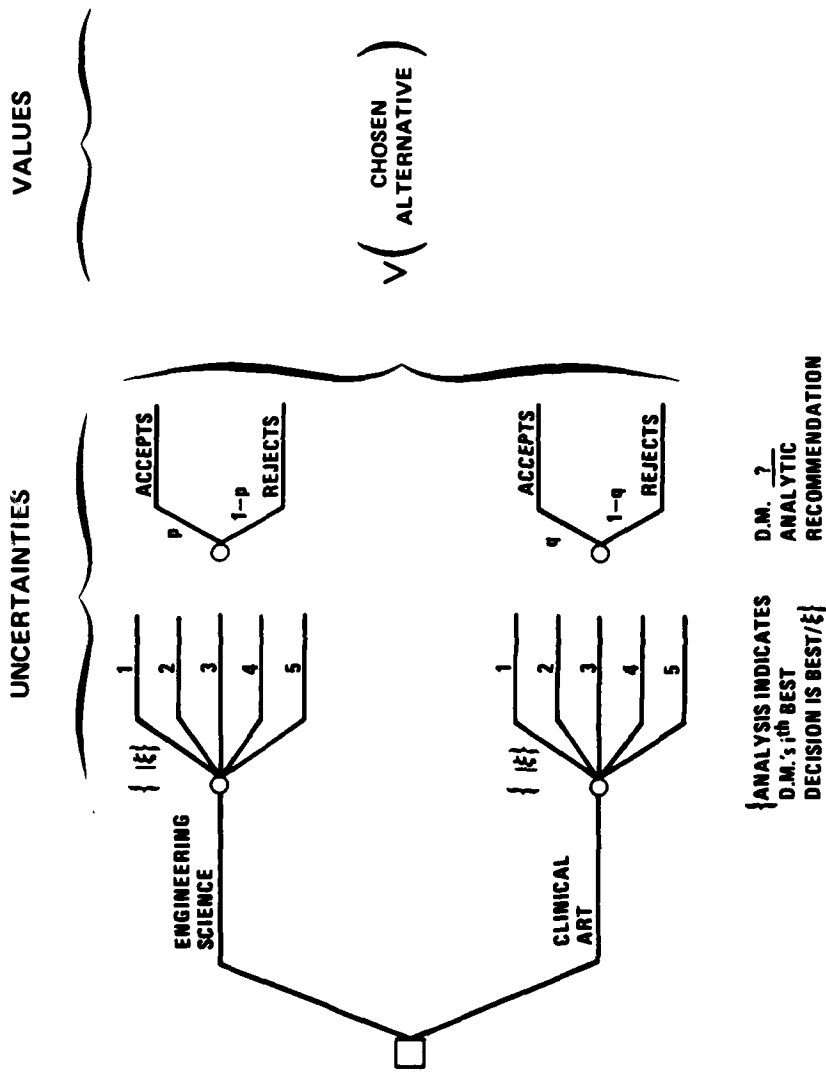 UNCERTAINTIES
VALUES
ENGINEERING
SCIENCE
{ |ξ}
1
2
3
4
5
p
1-p
ACCEPTS
REJECTS
V( CHOSEN
ALTERNATIVE )
CLINICAL
ART
{ |ξ}
1
2
3
4
5
q
1-q
ACCEPTS
REJECTS
{ANALYSIS INDICATES
D.M.'s ith BEST
DECISION IS BEST/ξ}
D.M. ?
ANALYTIC
RECOMMENDATION